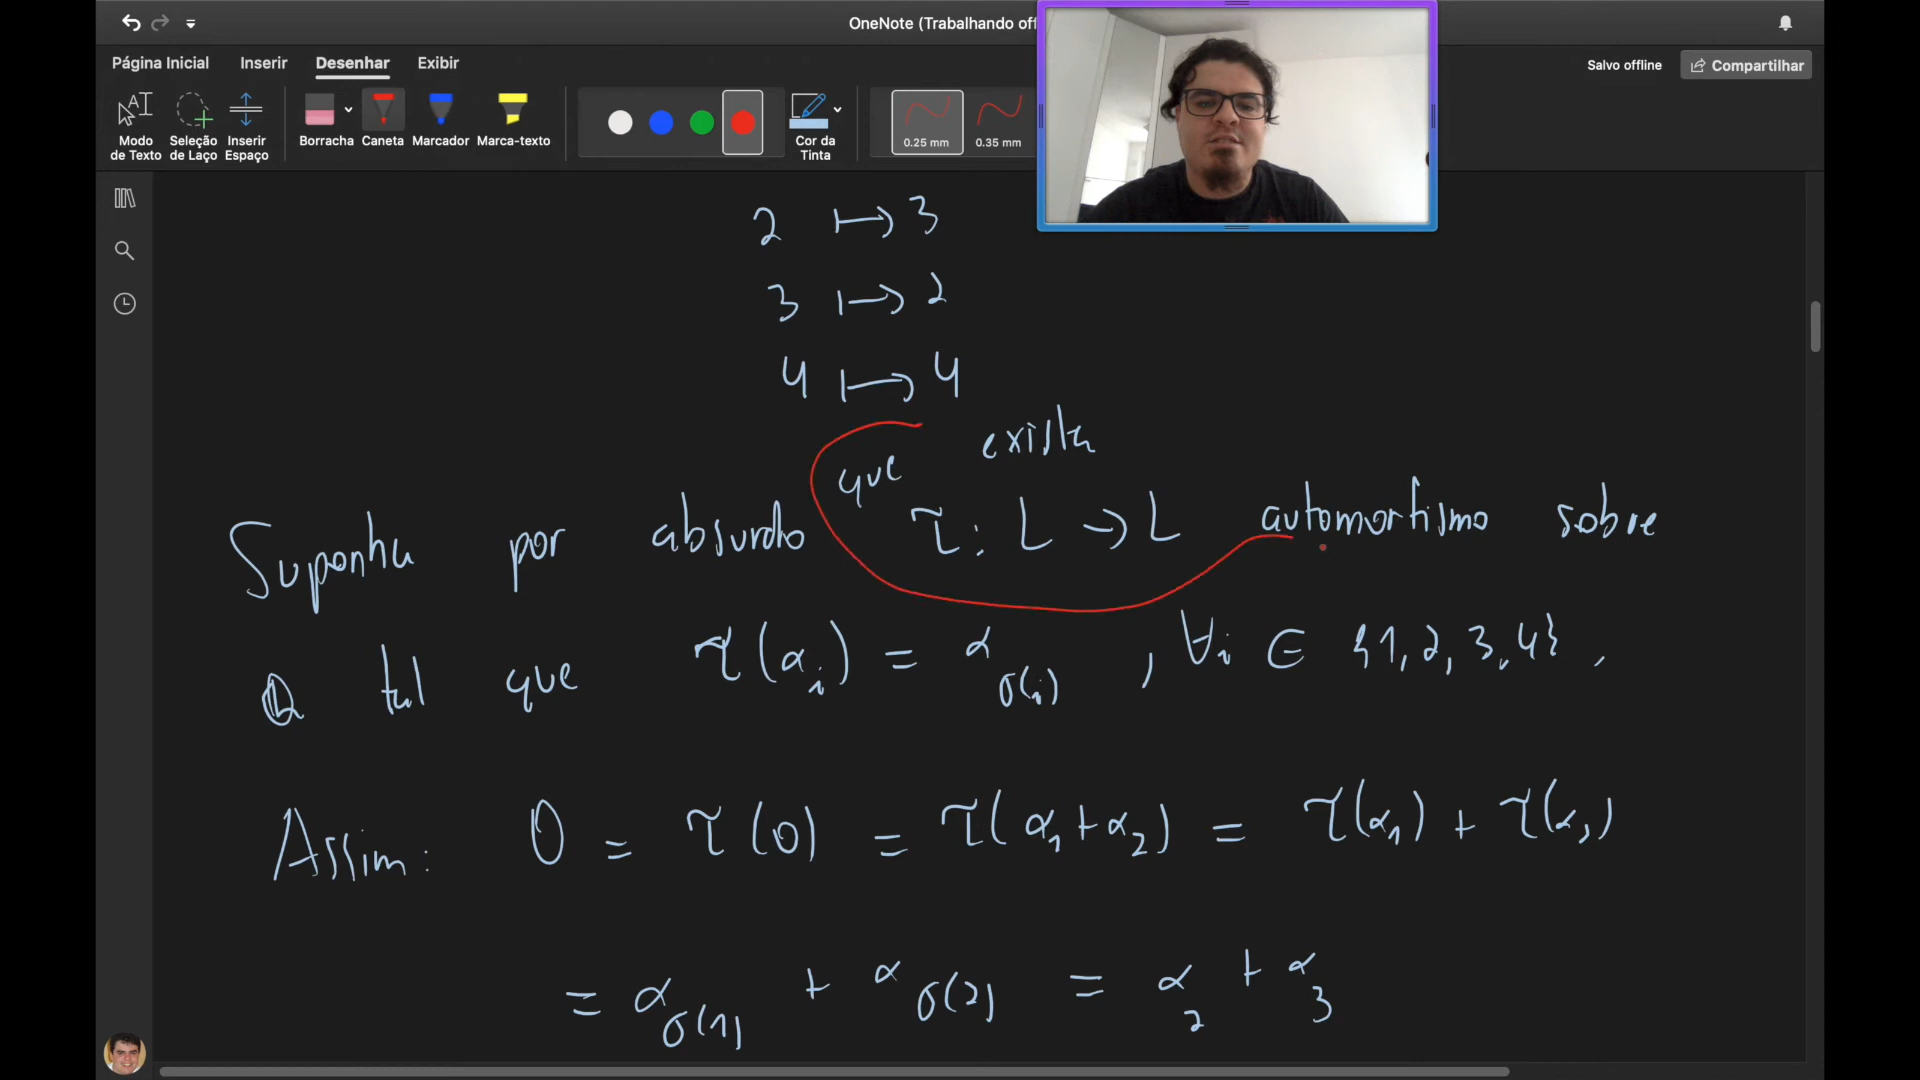 OneNote (Trabalhando off
Página Inicial Inserir Desenhar Exibir
Salvo offline Compartilhar
Modo de Texto
Seleção de Laço
Inserir Espaço
Borracha
Caneta
Marcador
Marca-texto
Cor da Tinta
0.25 mm
0.35 mm
2 ↦ 3
3 ↦ 2
4 ↦ 4
que exista
Suponha por absurdo τ: L → L automorfismo sobre
Q tal que τ(α_i) = α_σ(i) , ∀i ∈ {1, 2, 3, 4} ,
Assim: 0 = τ(0) = τ(α_1 + α_2) = τ(α_1) + τ(α_2)
= α_σ(1) + α_σ(2) = α_2 + α_3